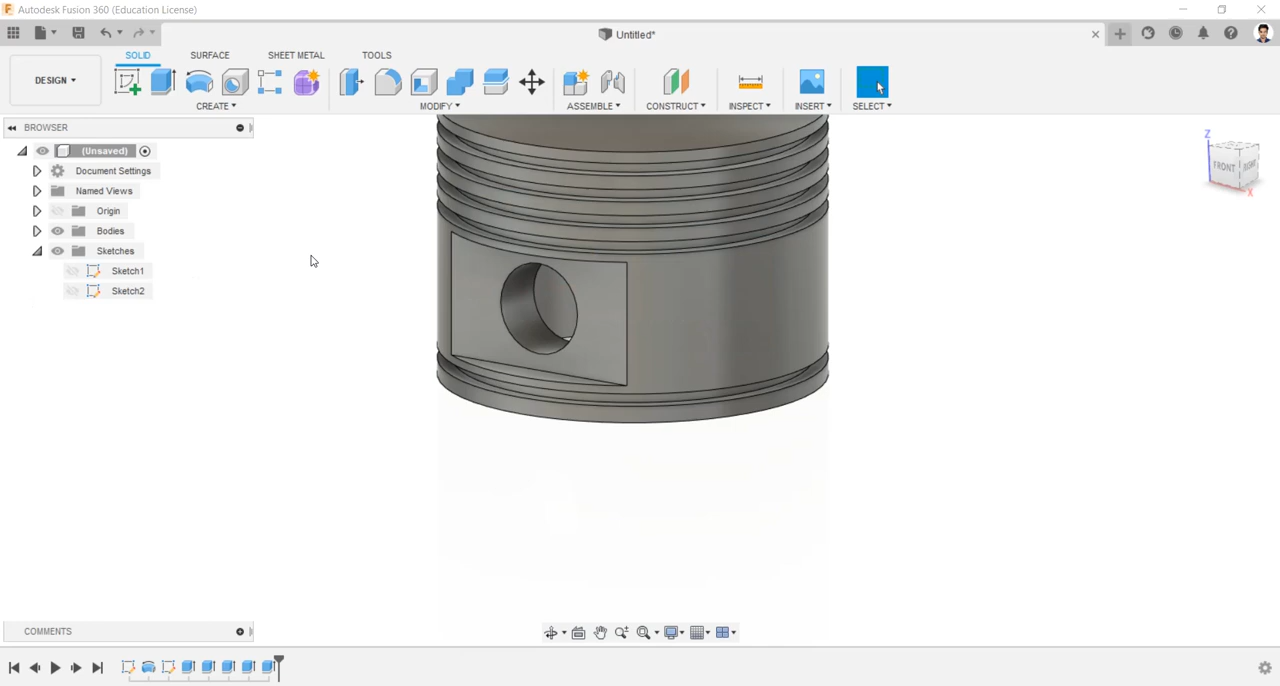 Autodesk Fusion 360 (Education License)
Untitled*
SOLID SURFACE SHEET METAL TOOLS
DESIGN
CREATE MODIFY ASSEMBLE CONSTRUCT INSPECT INSERT SELECT
BROWSER
(Unsaved)
Document Settings
Named Views
Origin
Bodies
Sketches
Sketch1
Sketch2
Z
FRONT RIGHT
X
COMMENTS